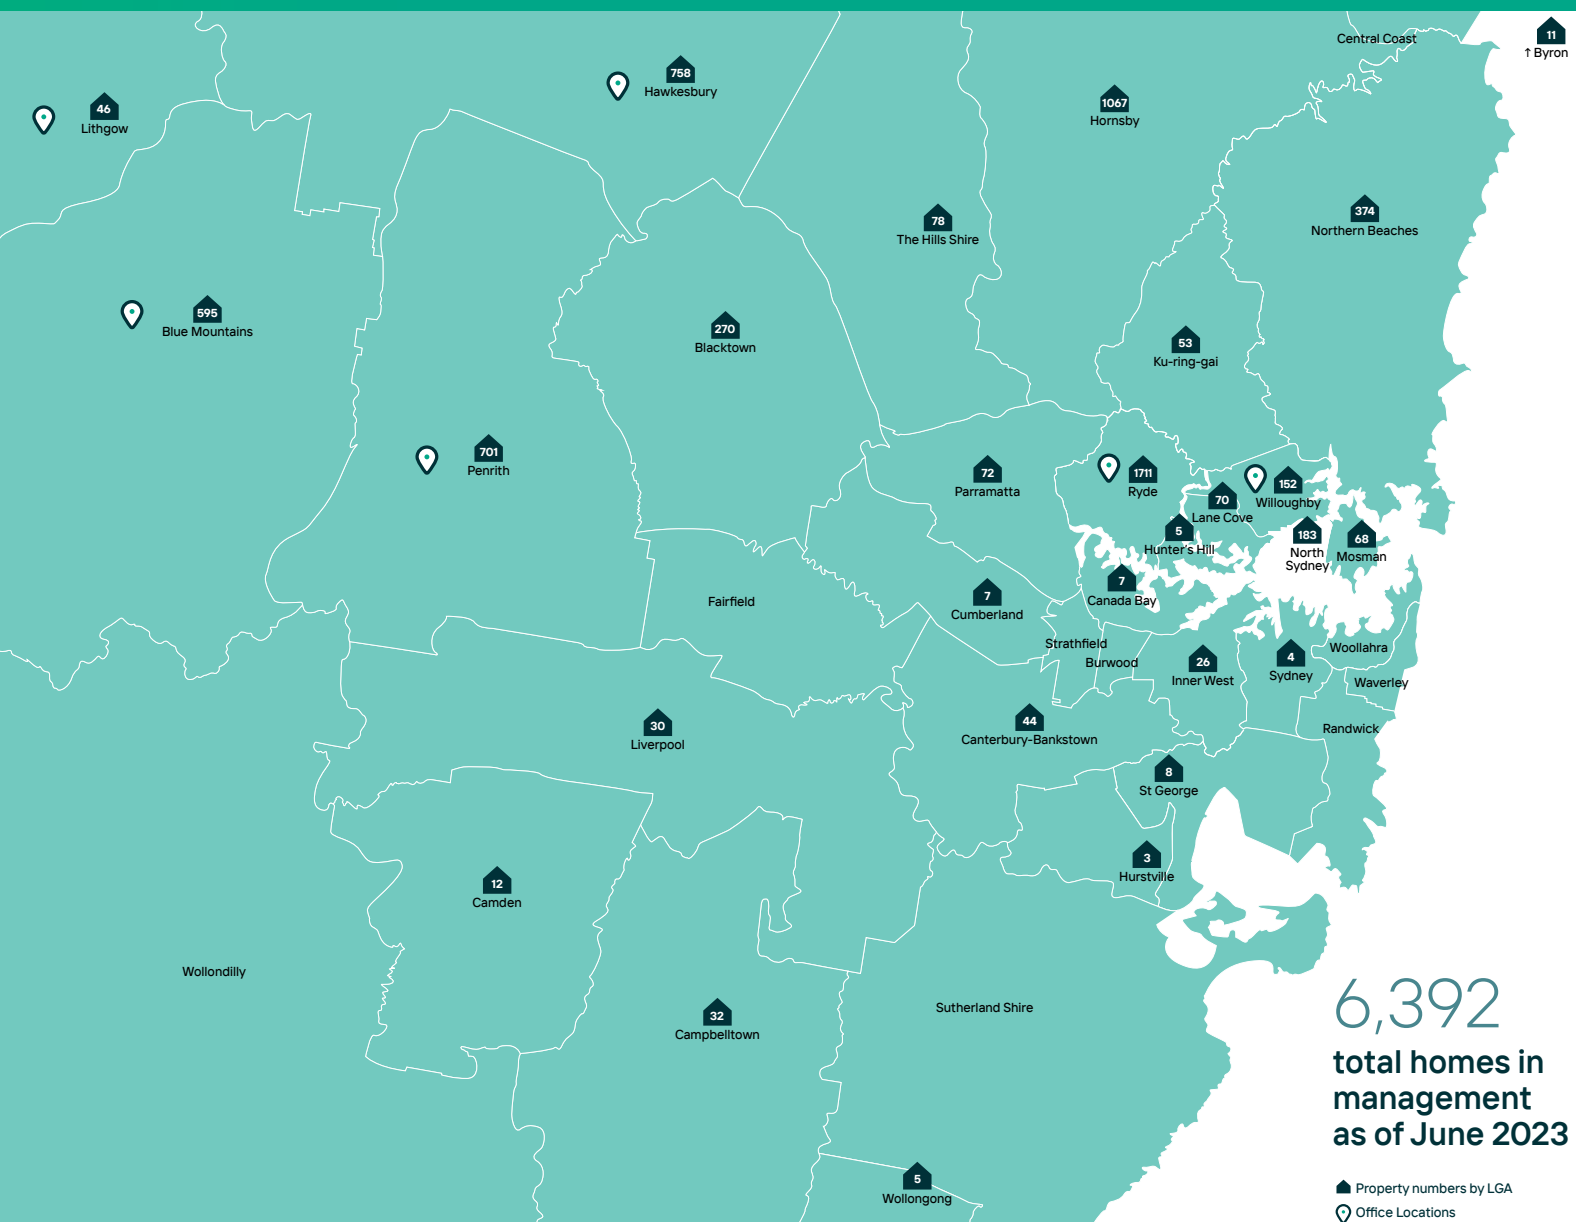 Central Coast
11
↑ Byron
758
Hawkesbury
46
Lithgow
1067
Hornsby
374
Northern Beaches
78
The Hills Shire
595
Blue Mountains
270
Blacktown
53
Ku-ring-gai
701
Penrith
72
Parramatta
1711
Ryde
152
Willoughby
70
Lane Cove
5
Hunter's Hill
183
North
Sydney
68
Mosman
7
Canada Bay
7
Cumberland
Fairfield
Strathfield
Burwood
26
Inner West
4
Sydney
Woollahra
Waverley
Randwick
30
Liverpool
44
Canterbury-Bankstown
8
St George
3
Hurstville
12
Camden
Wollondilly
32
Campbelltown
Sutherland Shire
5
Wollongong
6,392
total homes in
management
as of June 2023
Property numbers by LGA
Office Locations